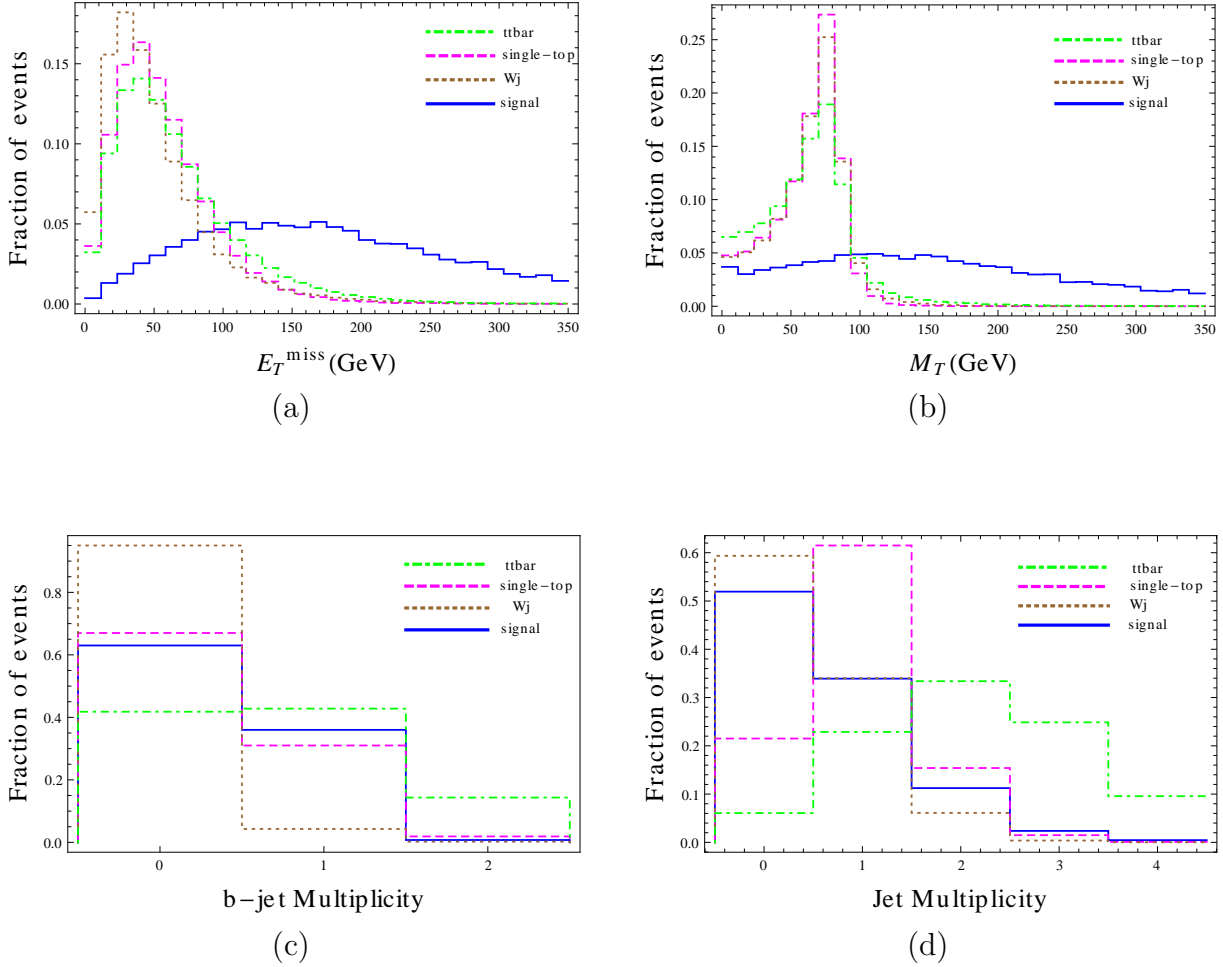 ttbar
single-top
Wj
signal
Fraction of events
0.15
0.10
0.05
0.00
0 50 100 150 200 250 300 350
E_T^miss (GeV)
(a)
ttbar
single-top
Wj
signal
Fraction of events
0.25
0.20
0.15
0.10
0.05
0.00
0 50 100 150 200 250 300 350
M_T (GeV)
(b)
ttbar
single-top
Wj
signal
Fraction of events
0.8
0.6
0.4
0.2
0.0
0 1 2
b-jet Multiplicity
(c)
ttbar
single-top
Wj
signal
Fraction of events
0.6
0.5
0.4
0.3
0.2
0.1
0.0
0 1 2 3 4
Jet Multiplicity
(d)